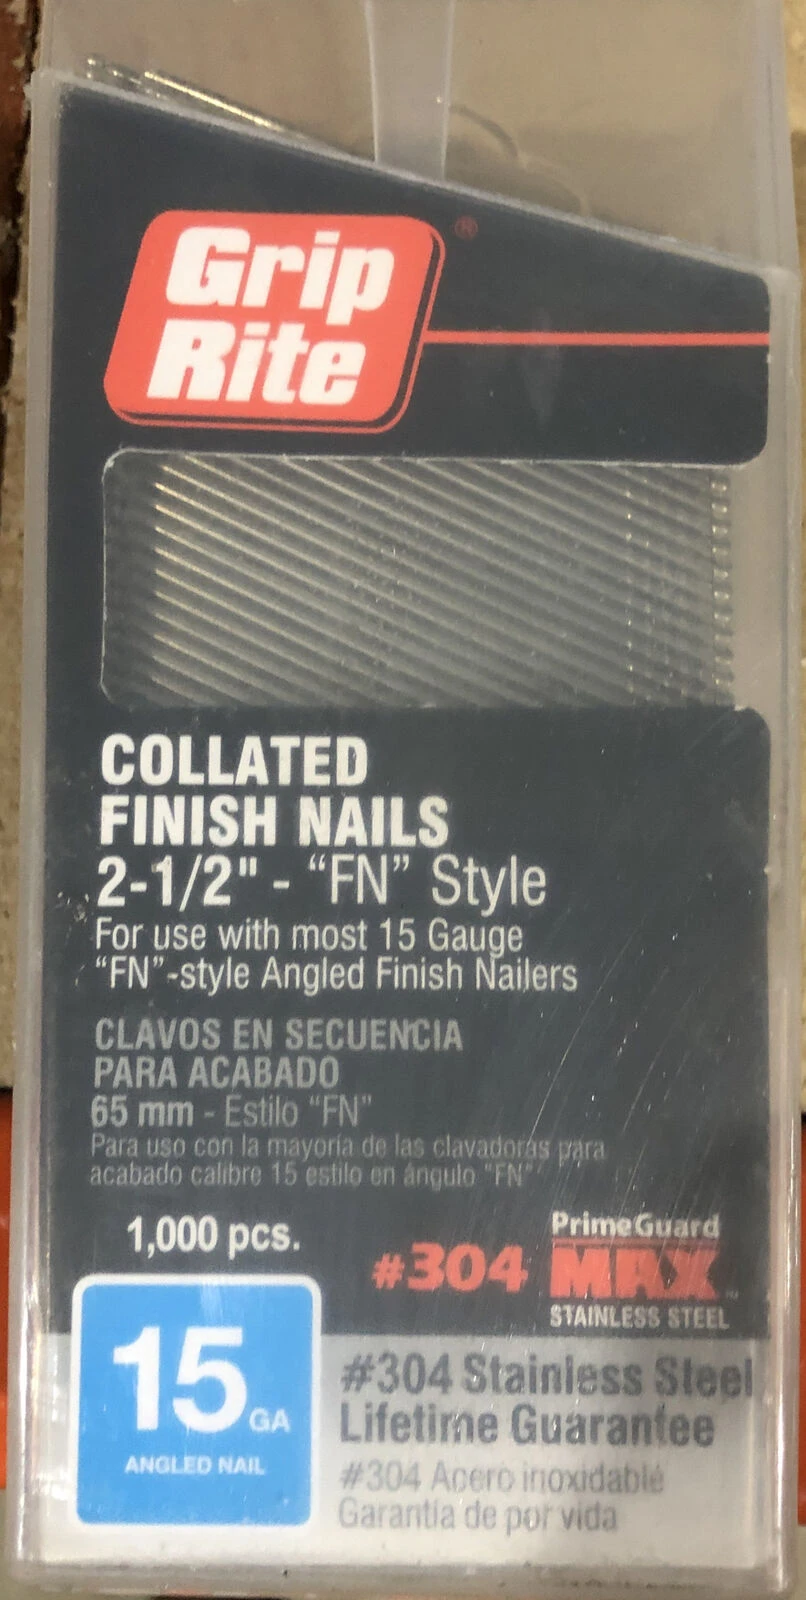 Grip
Rite®
COLLATED
FINISH NAILS
2-1/2" - “FN” Style
For use with most 15 Gauge
“FN”-style Angled Finish Nailers
CLAVOS EN SECUENCIA
PARA ACABADO
65 mm - Estilo “FN”
Para uso con la mayoría de las clavadoras para
acabado calibre 15 estilo en ángulo "FN"
1,000 pcs.
#304
PrimeGuard
MAX™
STAINLESS STEEL
15 GA
ANGLED NAIL
#304 Stainless Steel
Lifetime Guarantee
#304 Acero inoxidable
Garantia de por vida